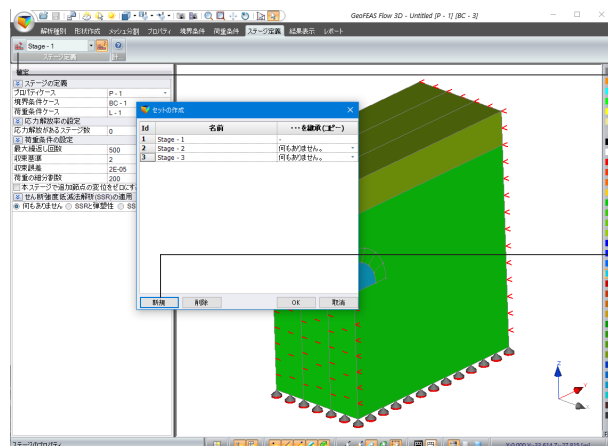 GeoFEAS Flow 3D - Untitled [P - 1] [BC - 3]
解析種別 形状作成 メッシュ分割 プロパティ 境界条件 荷重条件 ステージ定義 結果表示 レポート
Stage - 1
ステージ定義
ステージの定義
プロパティケース P - 1
境界条件ケース BC - 1
荷重条件ケース L - 1
応力解放率の設定
応力解放があるステージ数 0
荷重条件の設定
最大繰返し回数 500
収束基準 2
収束誤差 2E-05
荷重の細分割数 200
本ステージで追加節点の変位をゼロにす
せん断強度低減法解析(SSR)の適用
何もありません SSRと弾塑性 SS
セットの作成
Id 名前 ・・・を継承(コピー)
1 Stage - 1 -
2 Stage - 2 何もありません。
3 Stage - 3 何もありません。
新規 削除 OK 取消
Z
Y
X
ステージのプロパティ